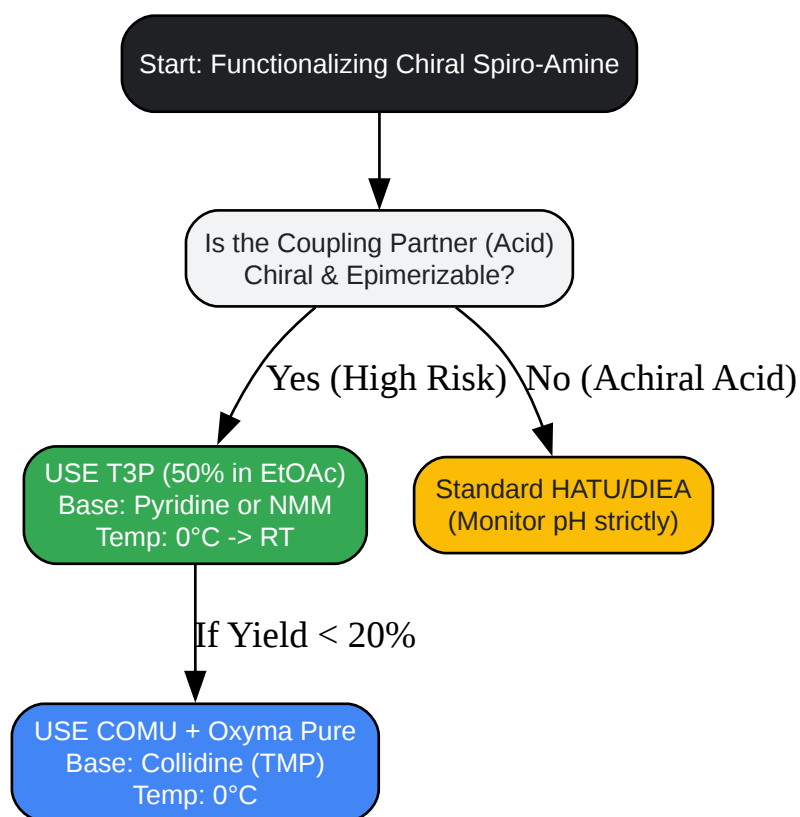 Start: Functionalizing Chiral Spiro-Amine
Is the Coupling Partner (Acid)
Chiral & Epimerizable?
Yes (High Risk)
No (Achiral Acid)
USE T3P (50% in EtOAc)
Base: Pyridine or NMM
Temp: 0°C -> RT
Standard HATU/DIEA
(Monitor pH strictly)
If Yield < 20%
USE COMU + Oxyma Pure
Base: Collidine (TMP)
Temp: 0°C